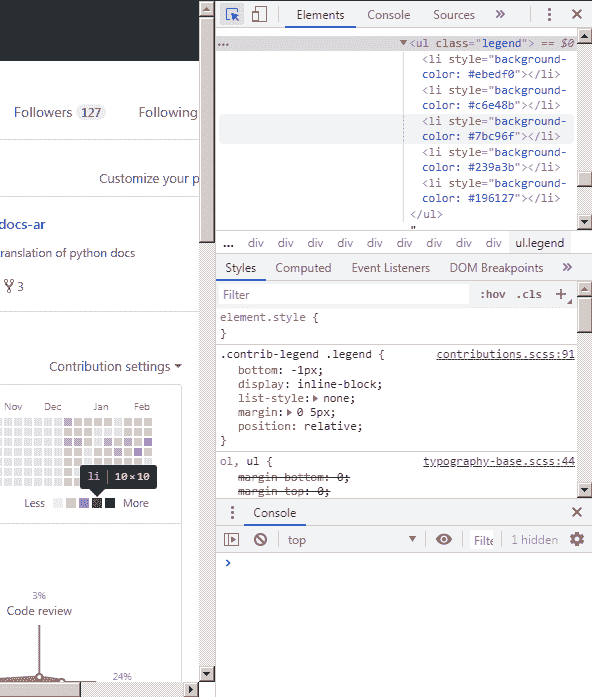 Elements Console Sources »
… <ul class="legend"> == $0
<li style="background-
color: #ebedf0"></li>
<li style="background-
color: #c6e48b"></li>
<li style="background-
color: #7bc96f"></li>
<li style="background-
color: #239a3b"></li>
<li style="background-
color: #196127"></li>
</ul>
"
Followers 127 Following
Customize your p
docs-ar
translation of python docs
3
Contribution settings
Nov Dec Jan Feb
li 10×10
Less More
3%
Code review
24%
... div div div div div div div div ul.legend
Styles Computed Event Listeners DOM Breakpoints »
Filter :hov .cls +
element.style {
}
.contrib-legend .legend { contributions.scss:91
bottom: -1px;
display: inline-block;
list-style: none;
margin: 0 5px;
position: relative;
}
ol, ul { typography-base.scss:44
margin-bottom: 0;
margin-top: 0;
Console
top Filte 1 hidden
›